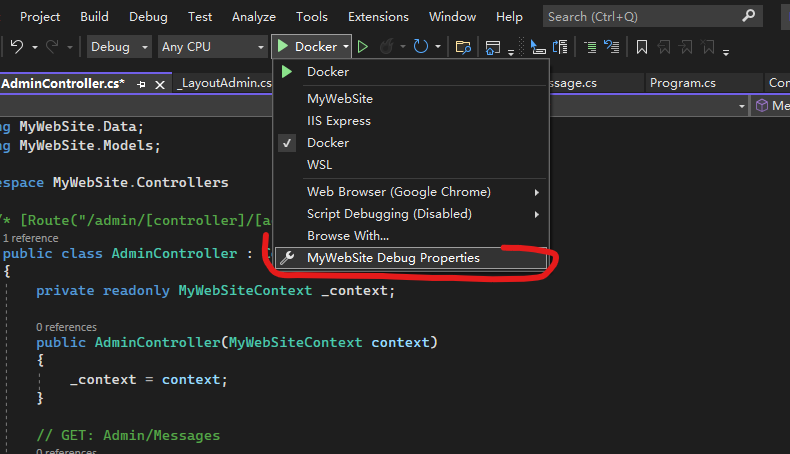 Project Build Debug Test Analyze Tools Extensions Window Help Search (Ctrl+Q)
Debug Any CPU Docker
AdminController.cs* _LayoutAdmin.cs ssage.cs Program.cs Con
Me
Docker
MyWebSite
IIS Express
Docker
WSL
Web Browser (Google Chrome)
Script Debugging (Disabled)
Browse With...
MyWebSite Debug Properties
ng MyWebSite.Data;
ng MyWebSite.Models;
espace MyWebSite.Controllers
/* [Route("/admin/[controller]/[a
1 reference
public class AdminController : C
{
private readonly MyWebSiteContext _context;
0 references
public AdminController(MyWebSiteContext context)
{
_context = context;
}
// GET: Admin/Messages
0 references